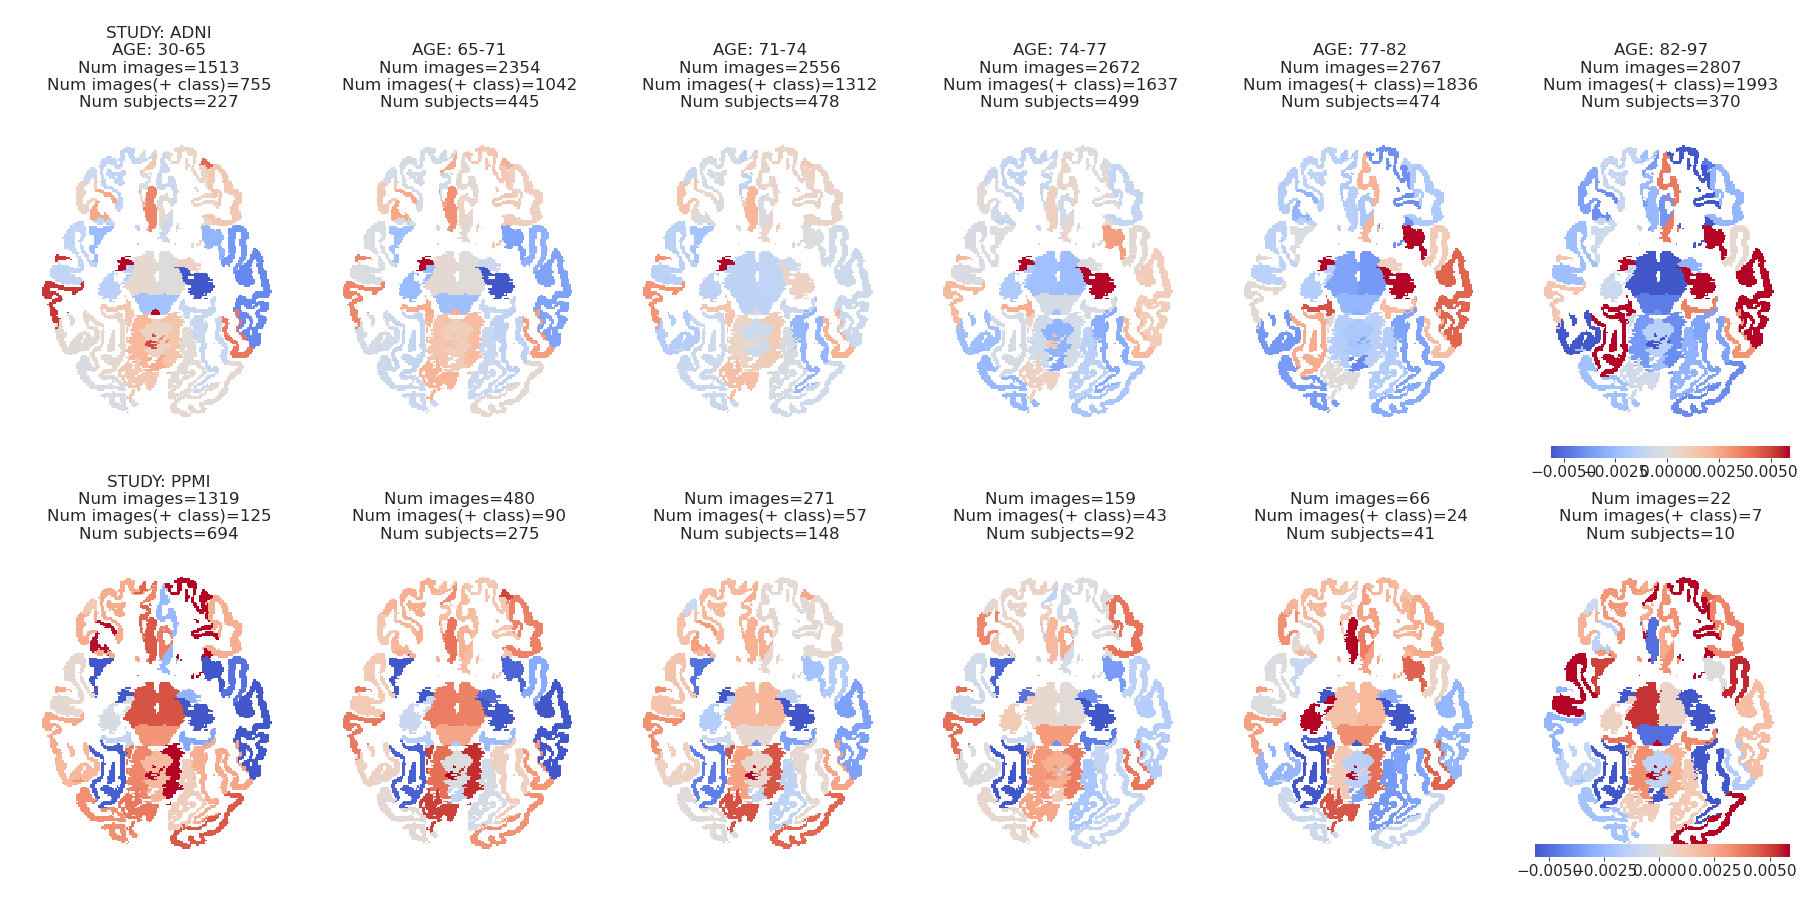 STUDY: ADNI
AGE: 30-65
Num images=1513
Num images(+ class)=755
Num subjects=227
AGE: 65-71
Num images=2354
Num images(+ class)=1042
Num subjects=445
AGE: 71-74
Num images=2556
Num images(+ class)=1312
Num subjects=478
AGE: 74-77
Num images=2672
Num images(+ class)=1637
Num subjects=499
AGE: 77-82
Num images=2767
Num images(+ class)=1836
Num subjects=474
AGE: 82-97
Num images=2807
Num images(+ class)=1993
Num subjects=370
−0.0050 −0.0025 0.0000 0.0025 0.0050
STUDY: PPMI
Num images=1319
Num images(+ class)=125
Num subjects=694
Num images=480
Num images(+ class)=90
Num subjects=275
Num images=271
Num images(+ class)=57
Num subjects=148
Num images=159
Num images(+ class)=43
Num subjects=92
Num images=66
Num images(+ class)=24
Num subjects=41
Num images=22
Num images(+ class)=7
Num subjects=10
−0.0050 −0.0025 0.0000 0.0025 0.0050